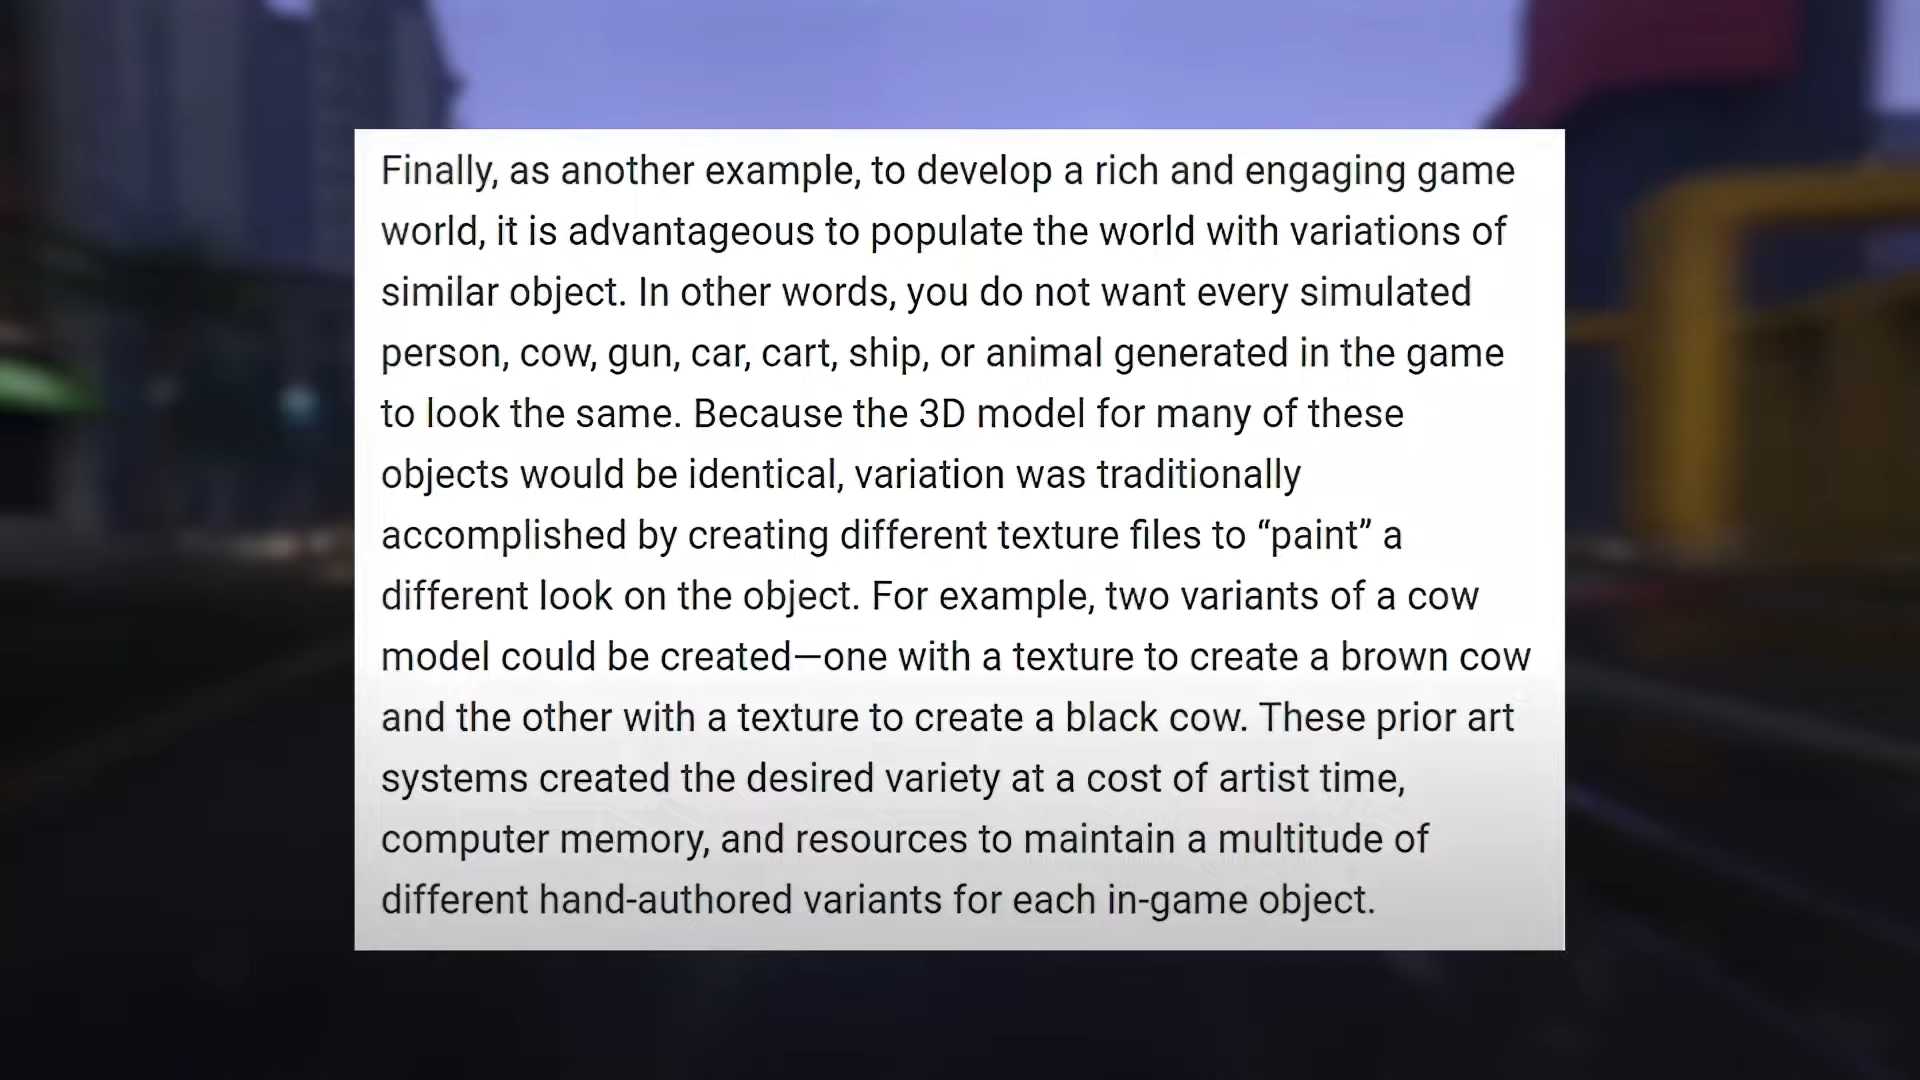 Finally, as another example, to develop a rich and engaging game
world, it is advantageous to populate the world with variations of
similar object. In other words, you do not want every simulated
person, cow, gun, car, cart, ship, or animal generated in the game
to look the same. Because the 3D model for many of these
objects would be identical, variation was traditionally
accomplished by creating different texture files to “paint” a
different look on the object. For example, two variants of a cow
model could be created—one with a texture to create a brown cow
and the other with a texture to create a black cow. These prior art
systems created the desired variety at a cost of artist time,
computer memory, and resources to maintain a multitude of
different hand-authored variants for each in-game object.